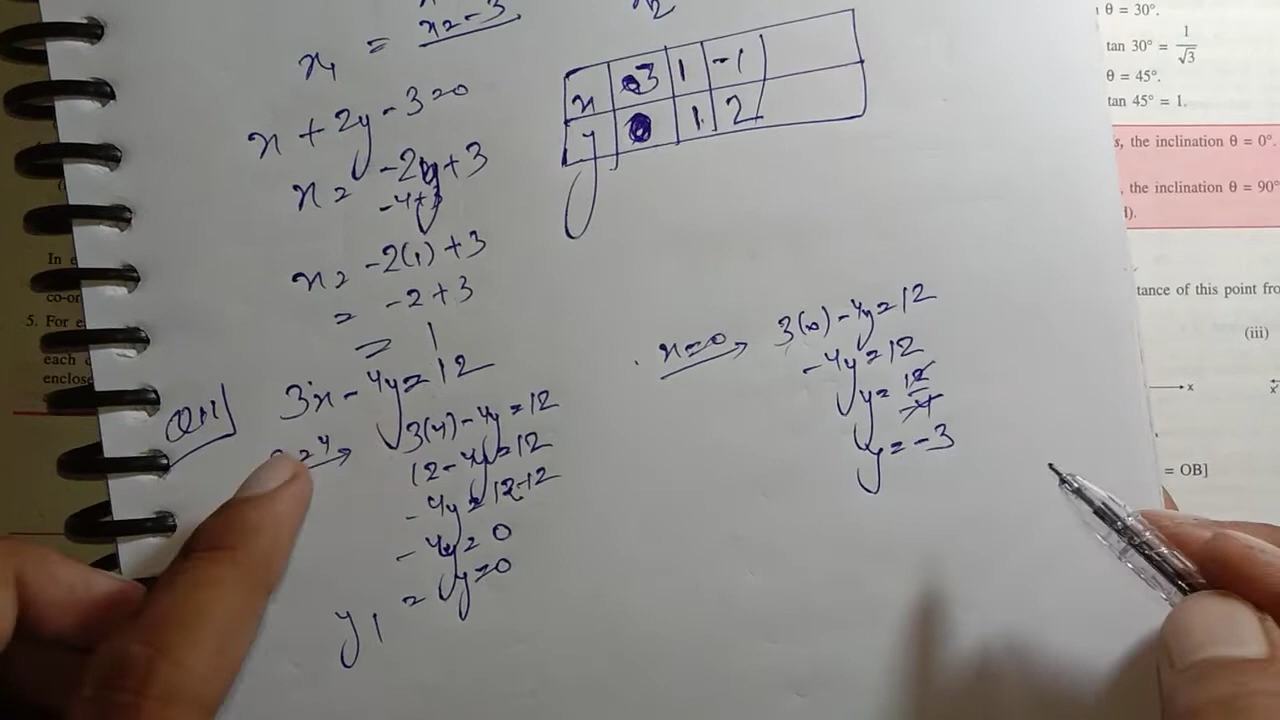 x₁ = x₂-3
x + 2y - 3 = 0
x = -2y + 3
x = -2(1) + 3
= -2 + 3
= 1
x 3 1 -1
y 1 2
3x - 4y = 12
3(4) - 4y = 12
12 - 4y = 12
-4y = 12-12
-4y = 0
= y = 0
y₁
x=0 → 3(0) - 4y = 12
-4y = 12
y = 12/-4
y = -3
θ = 30°.
tan 30° = 1/√3
θ = 45°.
tan 45° = 1.
s, the inclination θ = 0°.
, the inclination θ = 90°
tance of this point fro
(iii)
x
= OB]
In
co-or
5. For e
each
enclose